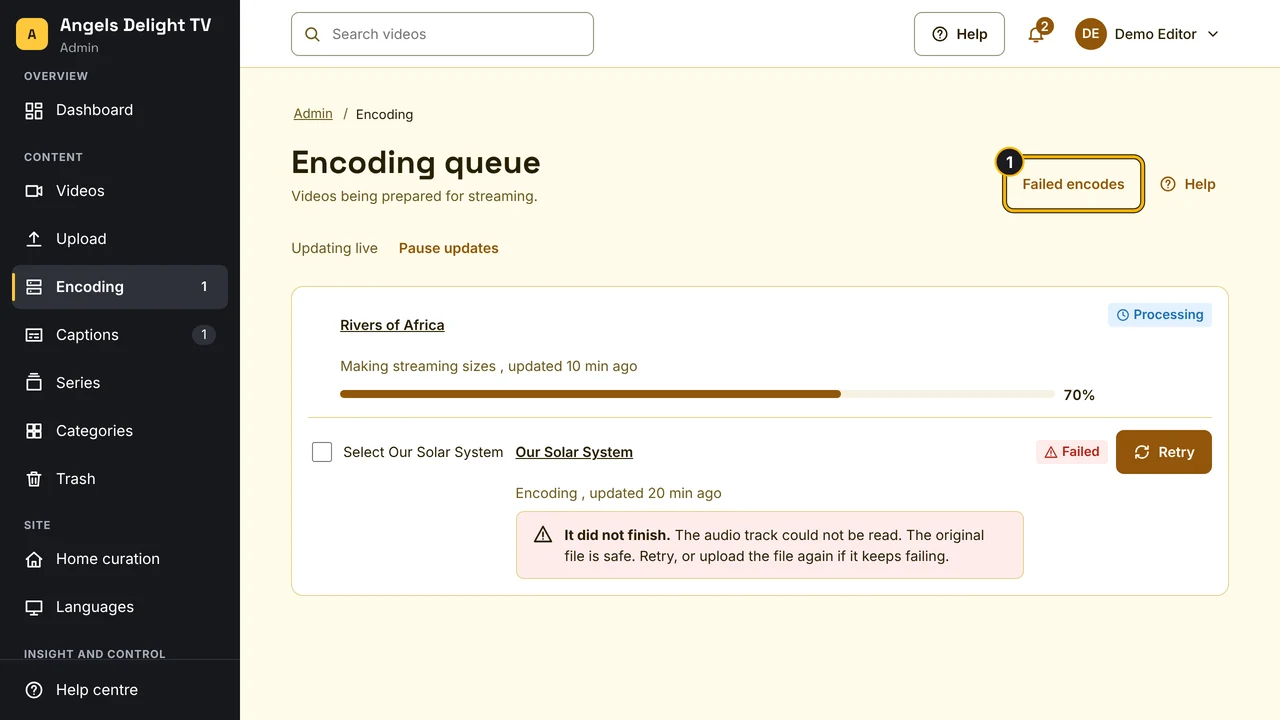 A
Angels Delight TV
Admin
OVERVIEW
Dashboard
CONTENT
Videos
Upload
Encoding 1
Captions 1
Series
Categories
Trash
SITE
Home curation
Languages
INSIGHT AND CONTROL
Help centre
Search videos
Help
2
DE Demo Editor
Admin / Encoding
Encoding queue
Videos being prepared for streaming.
1
Failed encodes
Help
Updating live Pause updates
Rivers of Africa
Processing
Making streaming sizes , updated 10 min ago
70%
Select Our Solar System Our Solar System
Failed
Retry
Encoding , updated 20 min ago
It did not finish. The audio track could not be read. The original
file is safe. Retry, or upload the file again if it keeps failing.